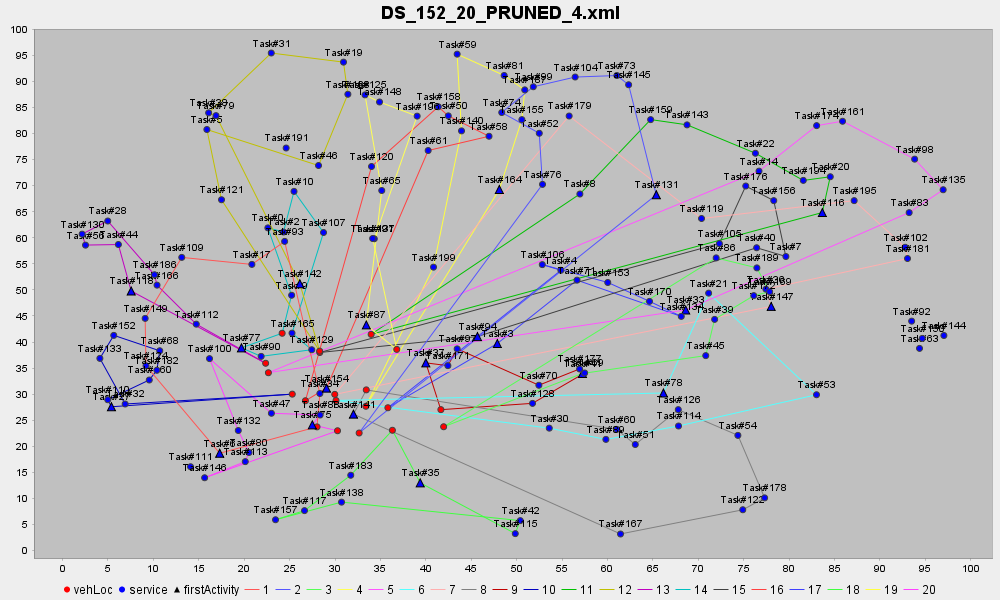 DS_152_20_PRUNED_4.xml
100
95
90
85
80
75
70
65
60
55
50
45
40
35
30
25
20
15
10
5
0
0 5 10 15 20 25 30 35 40 45 50 55 60 65 70 75 80 85 90 95 100
Task#31
Task#19
Task#59
Task#81
Task#99
Task#104
Task#73
Task#145
Task#148
Task#158
Task#50
Task#74
Task#155
Task#179
Task#159
Task#143
Task#174
Task#161
Task#79
Task#5
Task#140
Task#58
Task#52
Task#191
Task#61
Task#46
Task#120
Task#22
Task#14
Task#98
Task#76
Task#8
Task#176
Task#194
Task#20
Task#135
Task#121
Task#10
Task#65
Task#164
Task#131
Task#156
Task#195
Task#28
Task#119
Task#116
Task#83
Task#130
Task#44
Task#2
Task#93
Task#107
Task#105
Task#40
Task#7
Task#102
Task#181
Task#109
Task#17
Task#199
Task#106
Task#4
Task#86
Task#189
Task#186
Task#166
Task#118
Task#142
Task#9
Task#153
Task#21
Task#147
Task#170
Task#33
Task#149
Task#112
Task#87
Task#39
Task#92
Task#144
Task#63
Task#152
Task#165
Task#94
Task#3
Task#68
Task#77
Task#90
Task#129
Task#133
Task#100
Task#171
Task#45
Task#177
Task#70
Task#154
Task#78
Task#53
Task#128
Task#126
Task#47
Task#75
Task#141
Task#30
Task#60
Task#51
Task#114
Task#54
Task#132
Task#80
Task#113
Task#111
Task#146
Task#183
Task#35
Task#178
Task#138
Task#117
Task#157
Task#42
Task#115
Task#167
Task#122
vehLoc service firstActivity 1 2 3 4 5 6 7 8 9 10 11 12 13 14 15 16 17 18 19 20